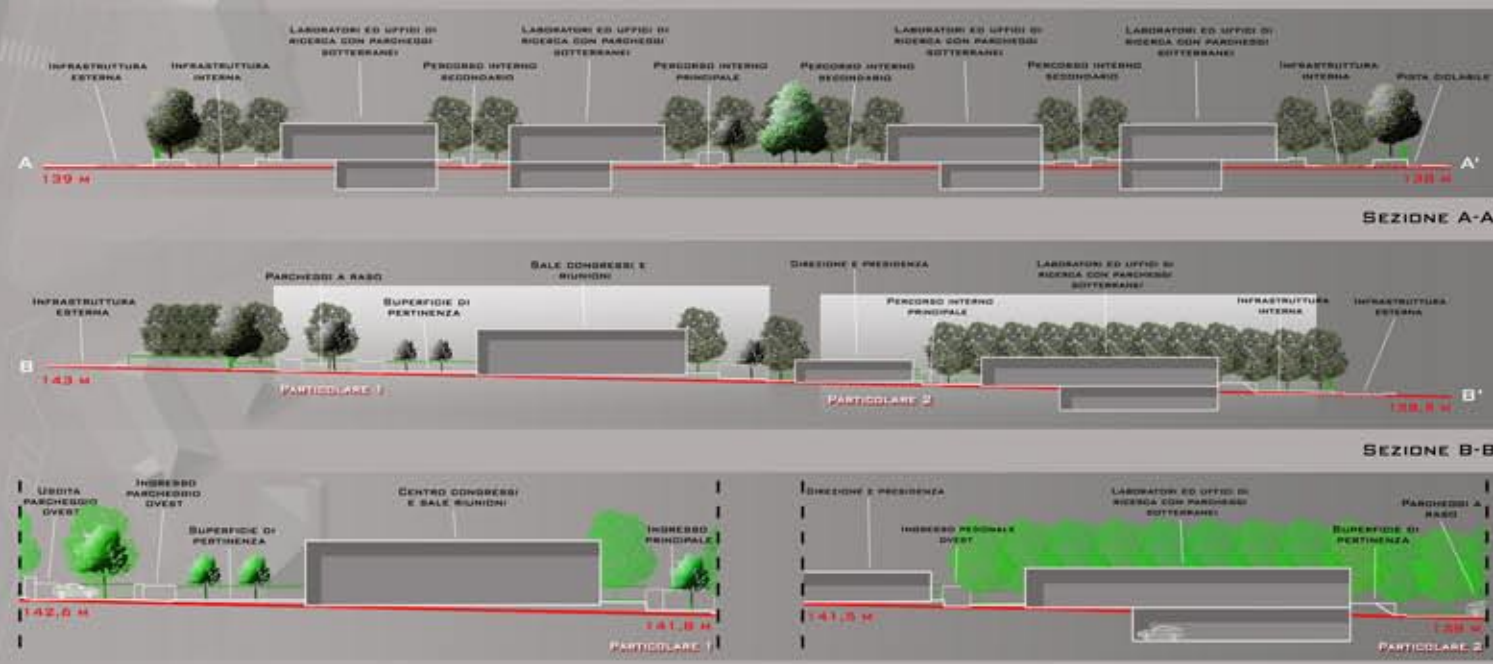 LABORATORI ED UFFICI DI
RICERCA CON PARCHEGGI
SOTTERRANEI
LABORATORI ED UFFICI DI
RICERCA CON PARCHEGGI
SOTTERRANEI
LABORATORI ED UFFICI DI
RICERCA CON PARCHEGGI
SOTTERRANEI
LABORATORI ED UFFICI DI
RICERCA CON PARCHEGGI
SOTTERRANEI
INFRASTRUTTURA
ESTERNA
INFRASTRUTTURA
INTERNA
PERCORSO INTERNO
SECONDARIO
PERCORSO INTERNO
PRINCIPALE
PERCORSO INTERNO
SECONDARIO
PERCORSO INTERNO
SECONDARIO
INFRASTRUTTURA
INTERNA
PISTA CICLABILE
A
A'
139 M
138 M
SEZIONE A-A
PARCHEGGI A RASO
SALE CONGRESSI E
RIUNIONI
DIREZIONE E PRESIDENZA
LABORATORI ED UFFICI DI
RICERCA CON PARCHEGGI
SOTTERRANEI
INFRASTRUTTURA
ESTERNA
SUPERFICIE DI
PERTINENZA
PERCORSO INTERNO
PRINCIPALE
INFRASTRUTTURA
INTERNA
INFRASTRUTTURA
ESTERNA
B
B'
143 M
PARTICOLARE 1
PARTICOLARE 2
138,8 M
SEZIONE B-B
USCITA
PARCHEGGIO
OVEST
INGRESSO
PARCHEGGIO
OVEST
SUPERFICIE DI
PERTINENZA
CENTRO CONGRESSI
E SALE RIUNIONI
INGRESSO
PRINCIPALE
142,6 M
141,8 M
PARTICOLARE 1
DIREZIONE E PRESIDENZA
INGRESSO PEDONALE
OVEST
LABORATORI ED UFFICI DI
RICERCA CON PARCHEGGI
SOTTERRANEI
SUPERFICIE DI
PERTINENZA
PARCHEGGI A
RASO
141,5 M
139 M
PARTICOLARE 2